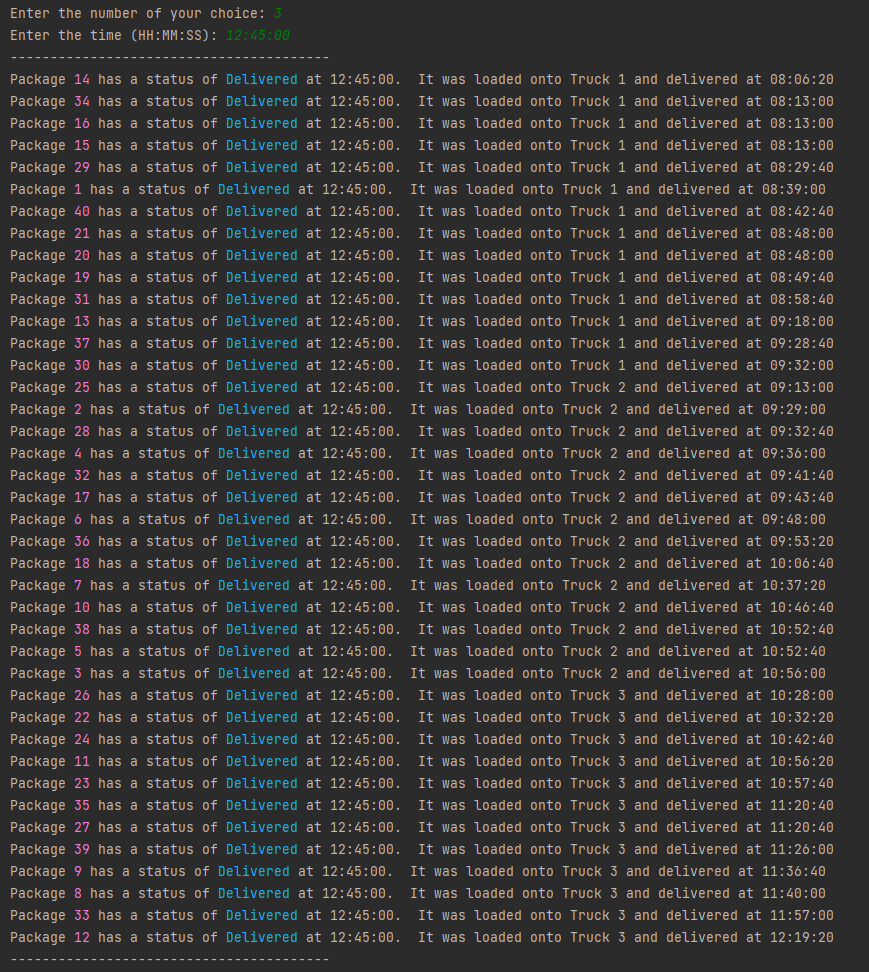 Enter the number of your choice: 3
Enter the time (HH:MM:SS): 12:45:00
----------------------------------------
Package 14 has a status of Delivered at 12:45:00.  It was loaded onto Truck 1 and delivered at 08:06:20
Package 34 has a status of Delivered at 12:45:00.  It was loaded onto Truck 1 and delivered at 08:13:00
Package 16 has a status of Delivered at 12:45:00.  It was loaded onto Truck 1 and delivered at 08:13:00
Package 15 has a status of Delivered at 12:45:00.  It was loaded onto Truck 1 and delivered at 08:13:00
Package 29 has a status of Delivered at 12:45:00.  It was loaded onto Truck 1 and delivered at 08:29:40
Package 1 has a status of Delivered at 12:45:00.  It was loaded onto Truck 1 and delivered at 08:39:00
Package 40 has a status of Delivered at 12:45:00.  It was loaded onto Truck 1 and delivered at 08:42:40
Package 21 has a status of Delivered at 12:45:00.  It was loaded onto Truck 1 and delivered at 08:48:00
Package 20 has a status of Delivered at 12:45:00.  It was loaded onto Truck 1 and delivered at 08:48:00
Package 19 has a status of Delivered at 12:45:00.  It was loaded onto Truck 1 and delivered at 08:49:40
Package 31 has a status of Delivered at 12:45:00.  It was loaded onto Truck 1 and delivered at 08:58:40
Package 13 has a status of Delivered at 12:45:00.  It was loaded onto Truck 1 and delivered at 09:18:00
Package 37 has a status of Delivered at 12:45:00.  It was loaded onto Truck 1 and delivered at 09:28:40
Package 30 has a status of Delivered at 12:45:00.  It was loaded onto Truck 1 and delivered at 09:32:00
Package 25 has a status of Delivered at 12:45:00.  It was loaded onto Truck 2 and delivered at 09:13:00
Package 2 has a status of Delivered at 12:45:00.  It was loaded onto Truck 2 and delivered at 09:29:00
Package 28 has a status of Delivered at 12:45:00.  It was loaded onto Truck 2 and delivered at 09:32:40
Package 4 has a status of Delivered at 12:45:00.  It was loaded onto Truck 2 and delivered at 09:36:00
Package 32 has a status of Delivered at 12:45:00.  It was loaded onto Truck 2 and delivered at 09:41:40
Package 17 has a status of Delivered at 12:45:00.  It was loaded onto Truck 2 and delivered at 09:43:40
Package 6 has a status of Delivered at 12:45:00.  It was loaded onto Truck 2 and delivered at 09:48:00
Package 36 has a status of Delivered at 12:45:00.  It was loaded onto Truck 2 and delivered at 09:53:20
Package 18 has a status of Delivered at 12:45:00.  It was loaded onto Truck 2 and delivered at 10:06:40
Package 7 has a status of Delivered at 12:45:00.  It was loaded onto Truck 2 and delivered at 10:37:20
Package 10 has a status of Delivered at 12:45:00.  It was loaded onto Truck 2 and delivered at 10:46:40
Package 38 has a status of Delivered at 12:45:00.  It was loaded onto Truck 2 and delivered at 10:52:40
Package 5 has a status of Delivered at 12:45:00.  It was loaded onto Truck 2 and delivered at 10:52:40
Package 3 has a status of Delivered at 12:45:00.  It was loaded onto Truck 2 and delivered at 10:56:00
Package 26 has a status of Delivered at 12:45:00.  It was loaded onto Truck 3 and delivered at 10:28:00
Package 22 has a status of Delivered at 12:45:00.  It was loaded onto Truck 3 and delivered at 10:32:20
Package 24 has a status of Delivered at 12:45:00.  It was loaded onto Truck 3 and delivered at 10:42:40
Package 11 has a status of Delivered at 12:45:00.  It was loaded onto Truck 3 and delivered at 10:56:20
Package 23 has a status of Delivered at 12:45:00.  It was loaded onto Truck 3 and delivered at 10:57:40
Package 35 has a status of Delivered at 12:45:00.  It was loaded onto Truck 3 and delivered at 11:20:40
Package 27 has a status of Delivered at 12:45:00.  It was loaded onto Truck 3 and delivered at 11:20:40
Package 39 has a status of Delivered at 12:45:00.  It was loaded onto Truck 3 and delivered at 11:26:00
Package 9 has a status of Delivered at 12:45:00.  It was loaded onto Truck 3 and delivered at 11:36:40
Package 8 has a status of Delivered at 12:45:00.  It was loaded onto Truck 3 and delivered at 11:40:00
Package 33 has a status of Delivered at 12:45:00.  It was loaded onto Truck 3 and delivered at 11:57:00
Package 12 has a status of Delivered at 12:45:00.  It was loaded onto Truck 3 and delivered at 12:19:20
----------------------------------------